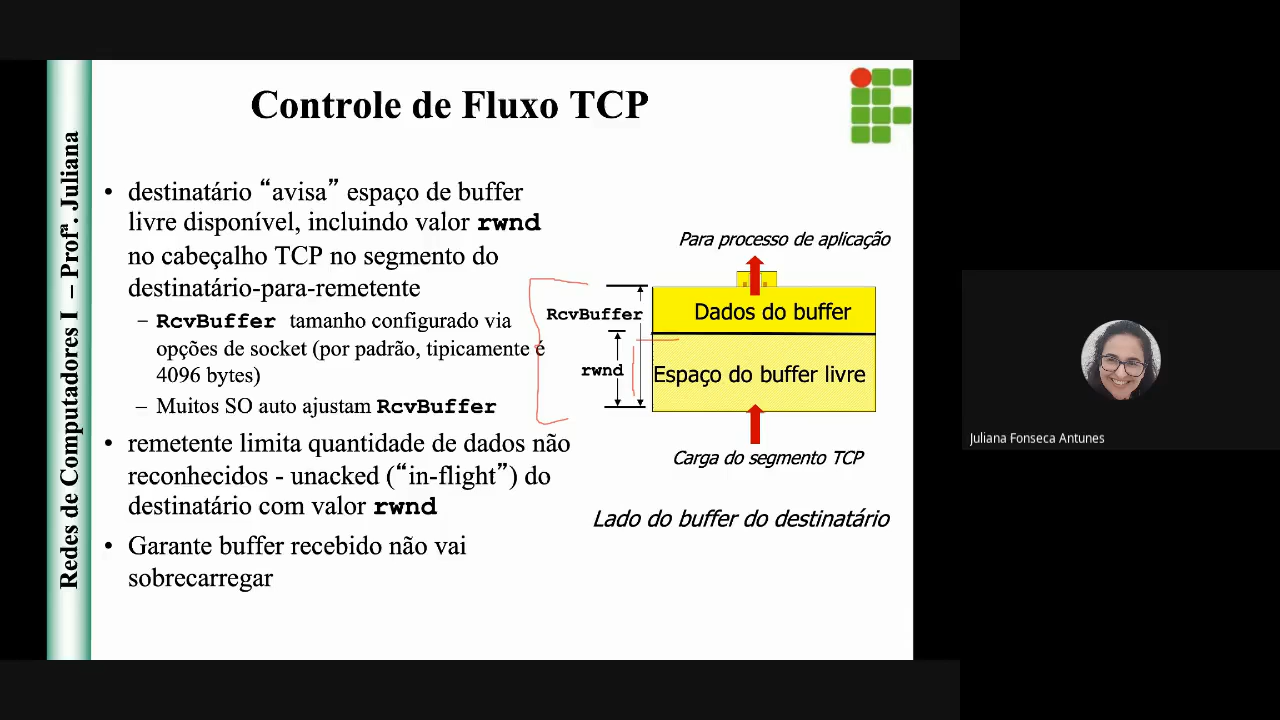 Controle de Fluxo TCP
Redes de Computadores I – Profª. Juliana
• destinatário “avisa” espaço de buffer
livre disponível, incluindo valor rwnd
no cabeçalho TCP no segmento do
destinatário-para-remetente
– RcvBuffer tamanho configurado via
opções de socket (por padrão, tipicamente é
4096 bytes)
– Muitos SO auto ajustam RcvBuffer
• remetente limita quantidade de dados não
reconhecidos - unacked (“in-flight”) do
destinatário com valor rwnd
• Garante buffer recebido não vai
sobrecarregar
Para processo de aplicação
RcvBuffer
Dados do buffer
rwnd
Espaço do buffer livre
Carga do segmento TCP
Lado do buffer do destinatário
Juliana Fonseca Antunes